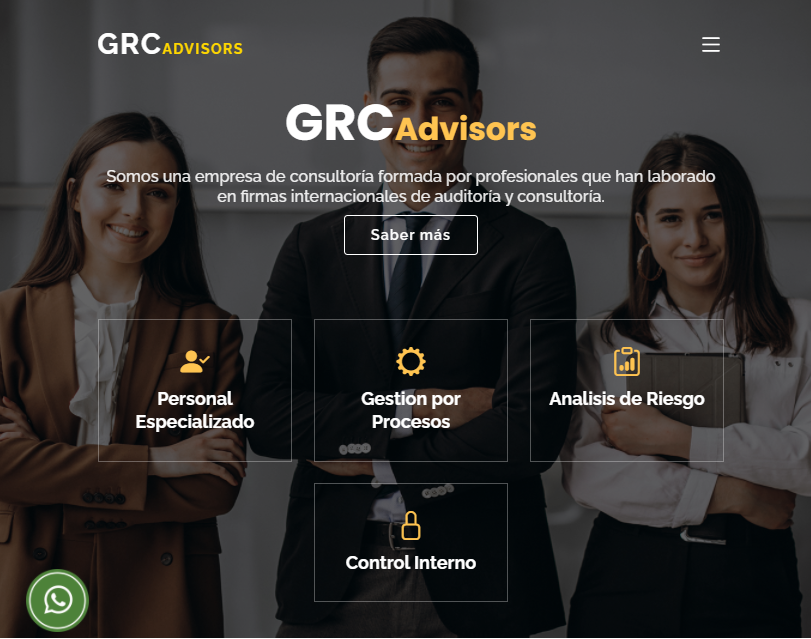 GRCADVISORS
GRCAdvisors
Somos una empresa de consultoría formada por profesionales que han laborado
en firmas internacionales de auditoría y consultoría.
Saber más
Personal
Especializado
Gestion por
Procesos
Analisis de Riesgo
Control Interno